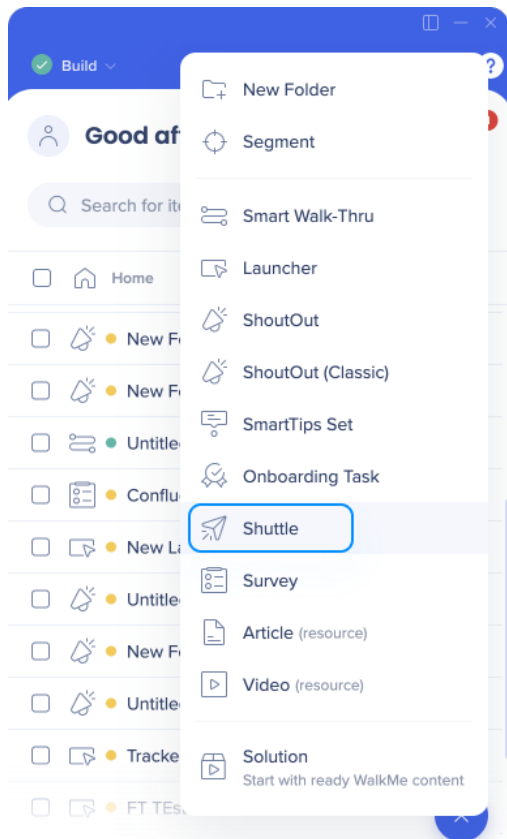 Build
?
New Folder
Good af
Segment
Search for ite
Smart Walk-Thru
Home
Launcher
ShoutOut
New Fo
ShoutOut (Classic)
New Fo
SmartTips Set
Untitle
Onboarding Task
Conflu
Shuttle
New La
Survey
Untitle
Article (resource)
New Fo
Video (resource)
Untitle
Solution
Tracke
Start with ready WalkMe content
FT TEs